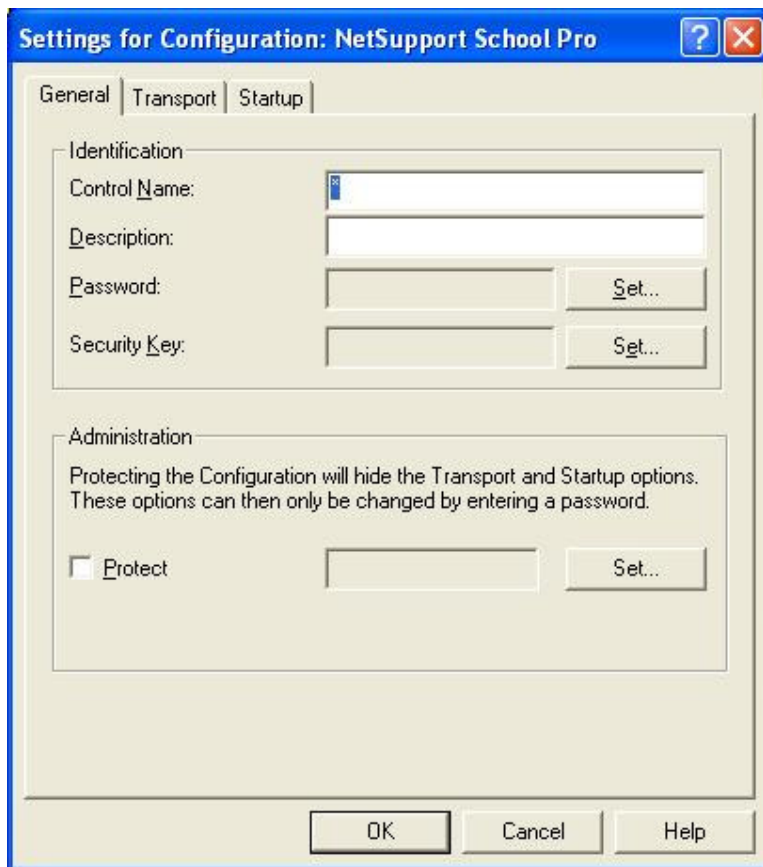 Settings for Configuration: NetSupport School Pro
General Transport Startup
Identification
Control Name: *
Description:
Password: Set...
Security Key: Set...
Administration
Protecting the Configuration will hide the Transport and Startup options.
These options can then only be changed by entering a password.
Protect Set...
OK Cancel Help